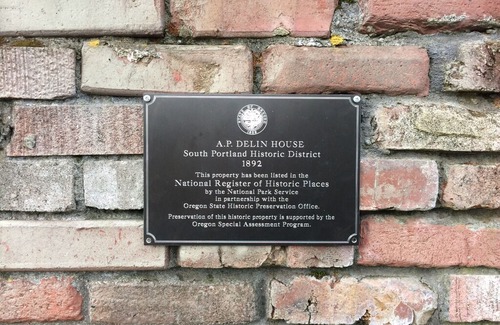 A.P. DELIN HOUSE
South Portland Historic District
1892
This property has been listed in the
National Register of Historic Places
by the National Park Service
in partnership with the
Oregon State Historic Preservation Office.
Preservation of this historic property is supported by the
Oregon Special Assessment Program.